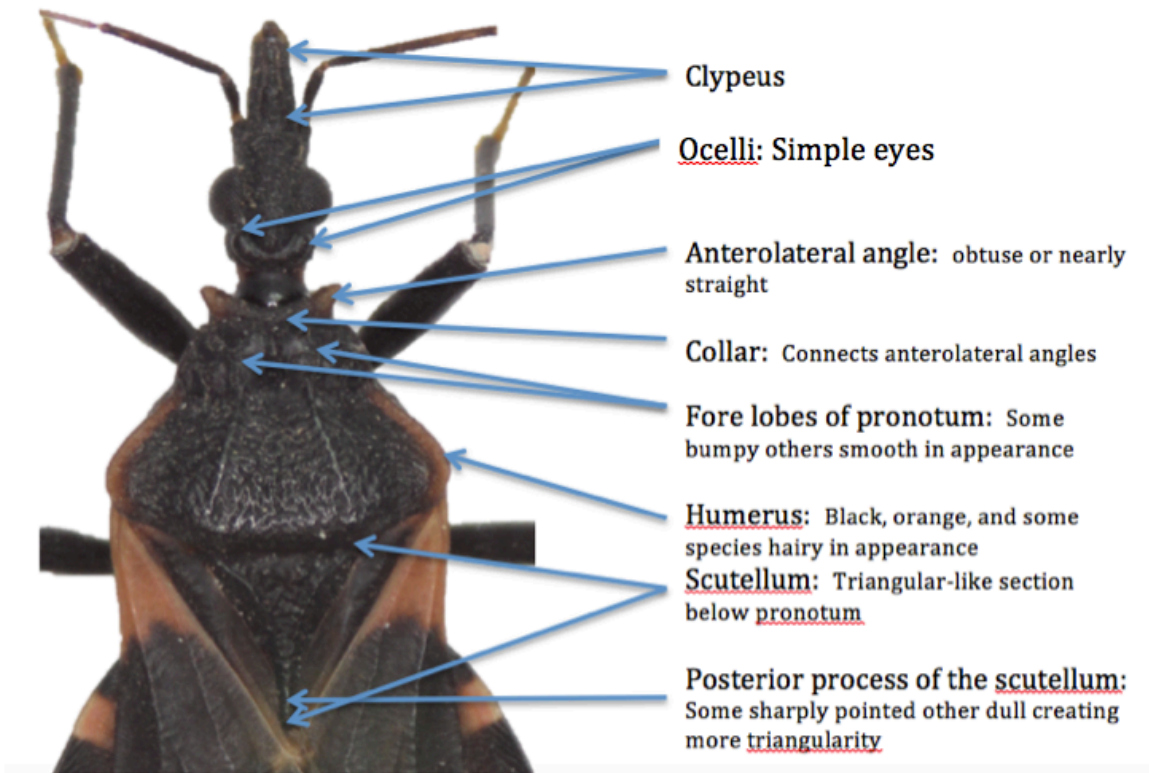 Clypeus
Ocelli: Simple eyes
Anterolateral angle: obtuse or nearly
straight
Collar: Connects anterolateral angles
Fore lobes of pronotum: Some
bumpy others smooth in appearance
Humerus: Black, orange, and some
species hairy in appearance
Scutellum: Triangular-like section
below pronotum
Posterior process of the scutellum:
Some sharply pointed other dull creating
more triangularity